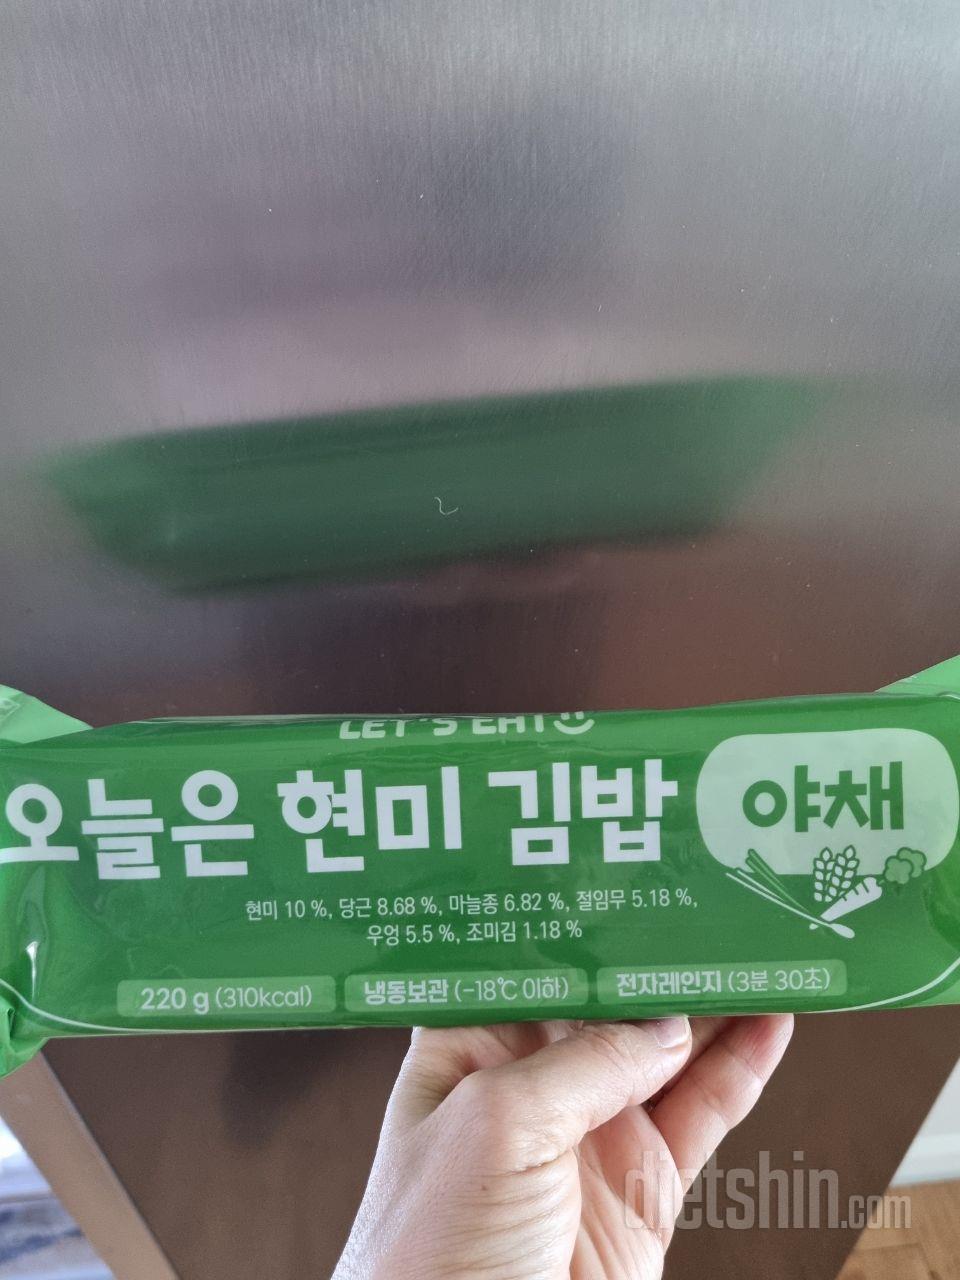 LET'S EAT
오늘은 현미 김밥 야채
현미 10 %, 당근 8.68 %, 마늘종 6.82 %, 절임무 5.18 %,
우엉 5.5 %, 조미김 1.18 %
220 g (310kcal) 냉동보관 (-18℃ 이하) 전자레인지 (3분 30초)
dietshin.com